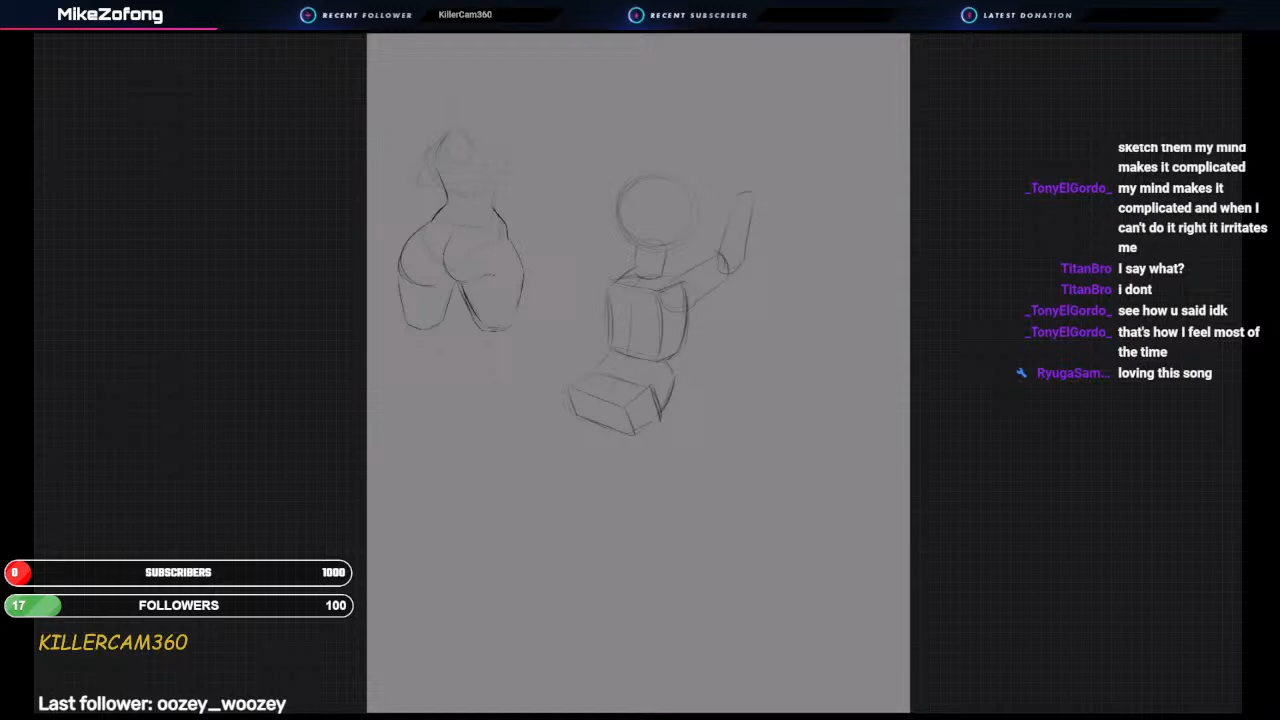 MikeZofong
RECENT FOLLOWER KillerCam360
RECENT SUBSCRIBER
LATEST DONATION
sketch them my mind
makes it complicated
_TonyElGordo_ my mind makes it
complicated and when I
can't do it right it irritates
me
TitanBro I say what?
TitanBro i dont
_TonyElGordo_ see how u said idk
_TonyElGordo_ that's how I feel most of
the time
RyugaSam... loving this song
0 SUBSCRIBERS 1000
17 FOLLOWERS 100
KILLERCAM360
Last follower: oozey_woozey